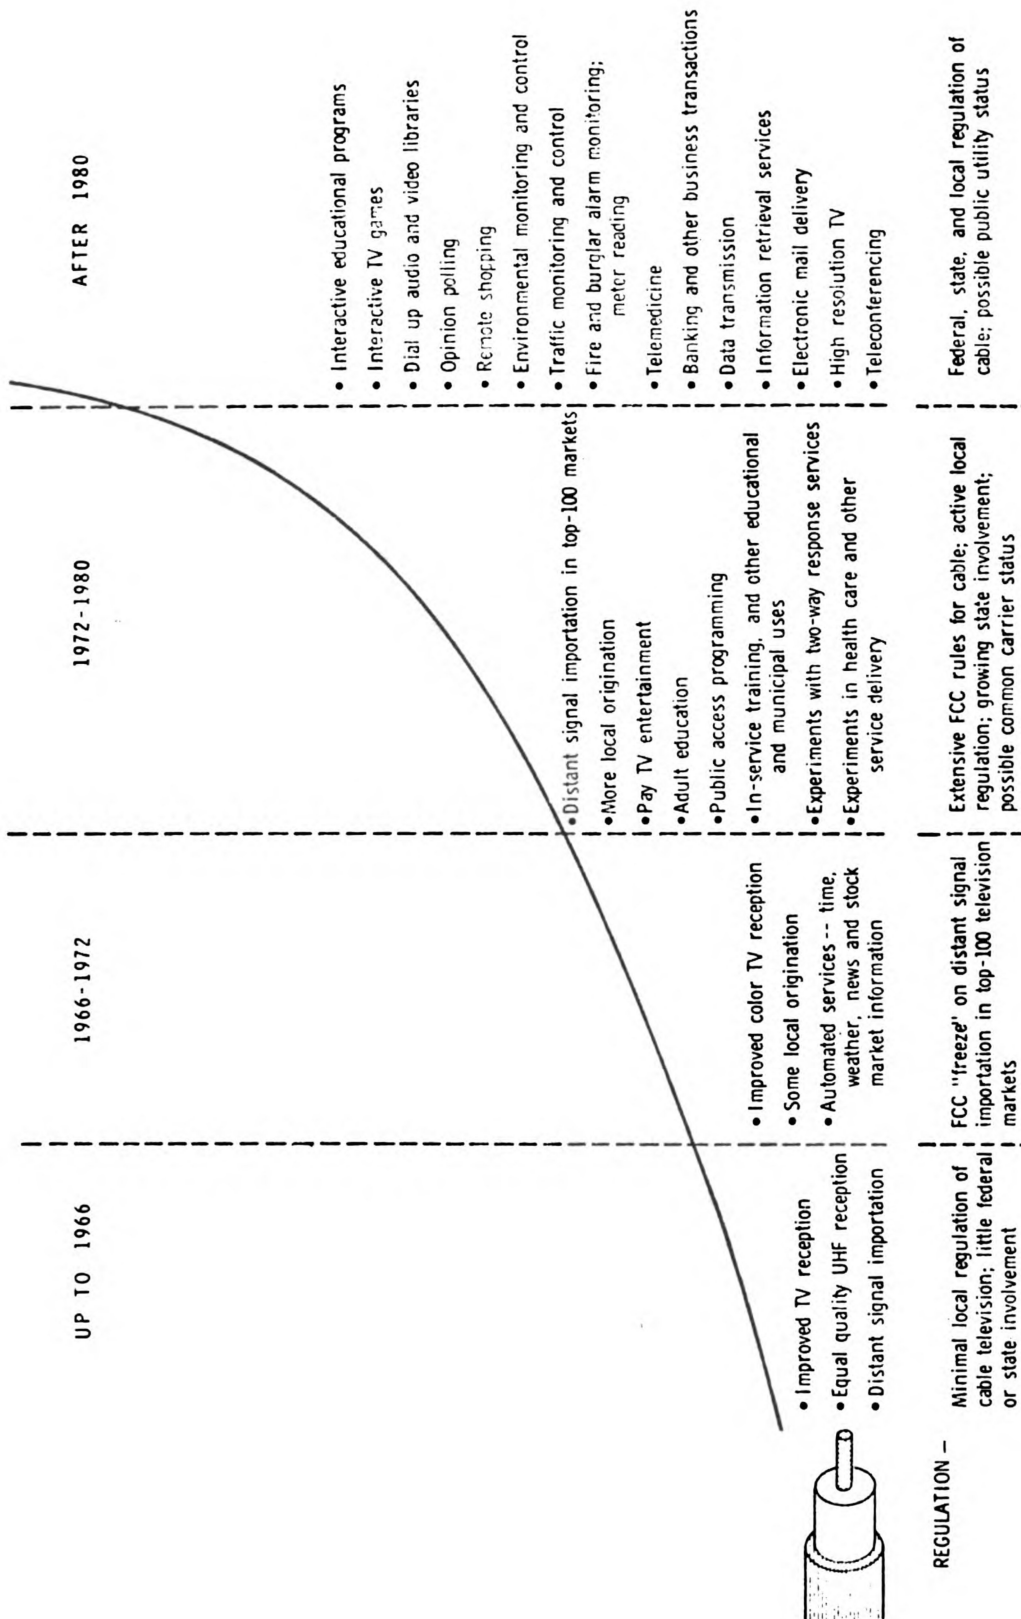 UP TO 1966
1966-1972
1972-1980
AFTER 1980
• Improved TV reception
• Equal quality UHF reception
• Distant signal importation
• Improved color TV reception
• Some local origination
• Automated services -- time,
weather, news and stock
market information
• Distant signal importation in top-100 markets
• More local origination
• Pay TV entertainment
• Adult education
• Public access programming
• In-service training, and other educational
and municipal uses
• Experiments with two-way response services
• Experiments in health care and other
service delivery
• Interactive educational programs
• Interactive TV games
• Dial up audio and video libraries
• Opinion polling
• Remote shopping
• Environmental monitoring and control
• Traffic monitoring and control
• Fire and burglar alarm monitoring;
meter reading
• Telemedicine
• Banking and other business transactions
• Data transmission
• Information retrieval services
• Electronic mail delivery
• High resolution TV
• Teleconferencing
REGULATION —
Minimal local regulation of
cable television; little federal
or state involvement
FCC "freeze" on distant signal
importation in top-100 television
markets
Extensive FCC rules for cable; active local
regulation; growing state involvement;
possible common carrier status
Federal, state, and local regulation of
cable; possible public utility status